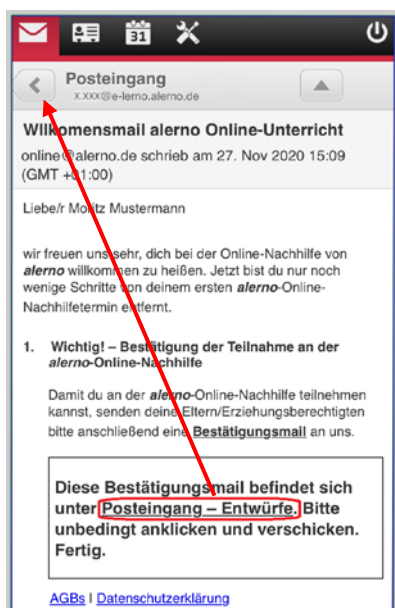 31
Posteingang
x.xxx@e-lerno.alerno.de
WIlkomensmail alerno Online-Unterricht
online@alerno.de schrieb am 27. Nov 2020 15:09
(GMT +01:00)
Liebe/r Moritz Mustermann
wir freuen uns sehr, dich bei der Online-Nachhilfe von
alerno willkommen zu heißen. Jetzt bist du nur noch
wenige Schritte von deinem ersten alerno-Online-
Nachhilfetermin entfernt.
1. Wichtig! – Bestätigung der Teilnahme an der
alerno-Online-Nachhilfe
Damit du an der alerno-Online-Nachhilfe teilnehmen
kannst, senden deine Eltern/Erziehungsberechtigten
bitte anschließend eine Bestätigungsmail an uns.
Diese Bestätigungsmail befindet sich
unter Posteingang – Entwürfe. Bitte
unbedingt anklicken und verschicken.
Fertig.
AGBs I Datenschutzerklärung